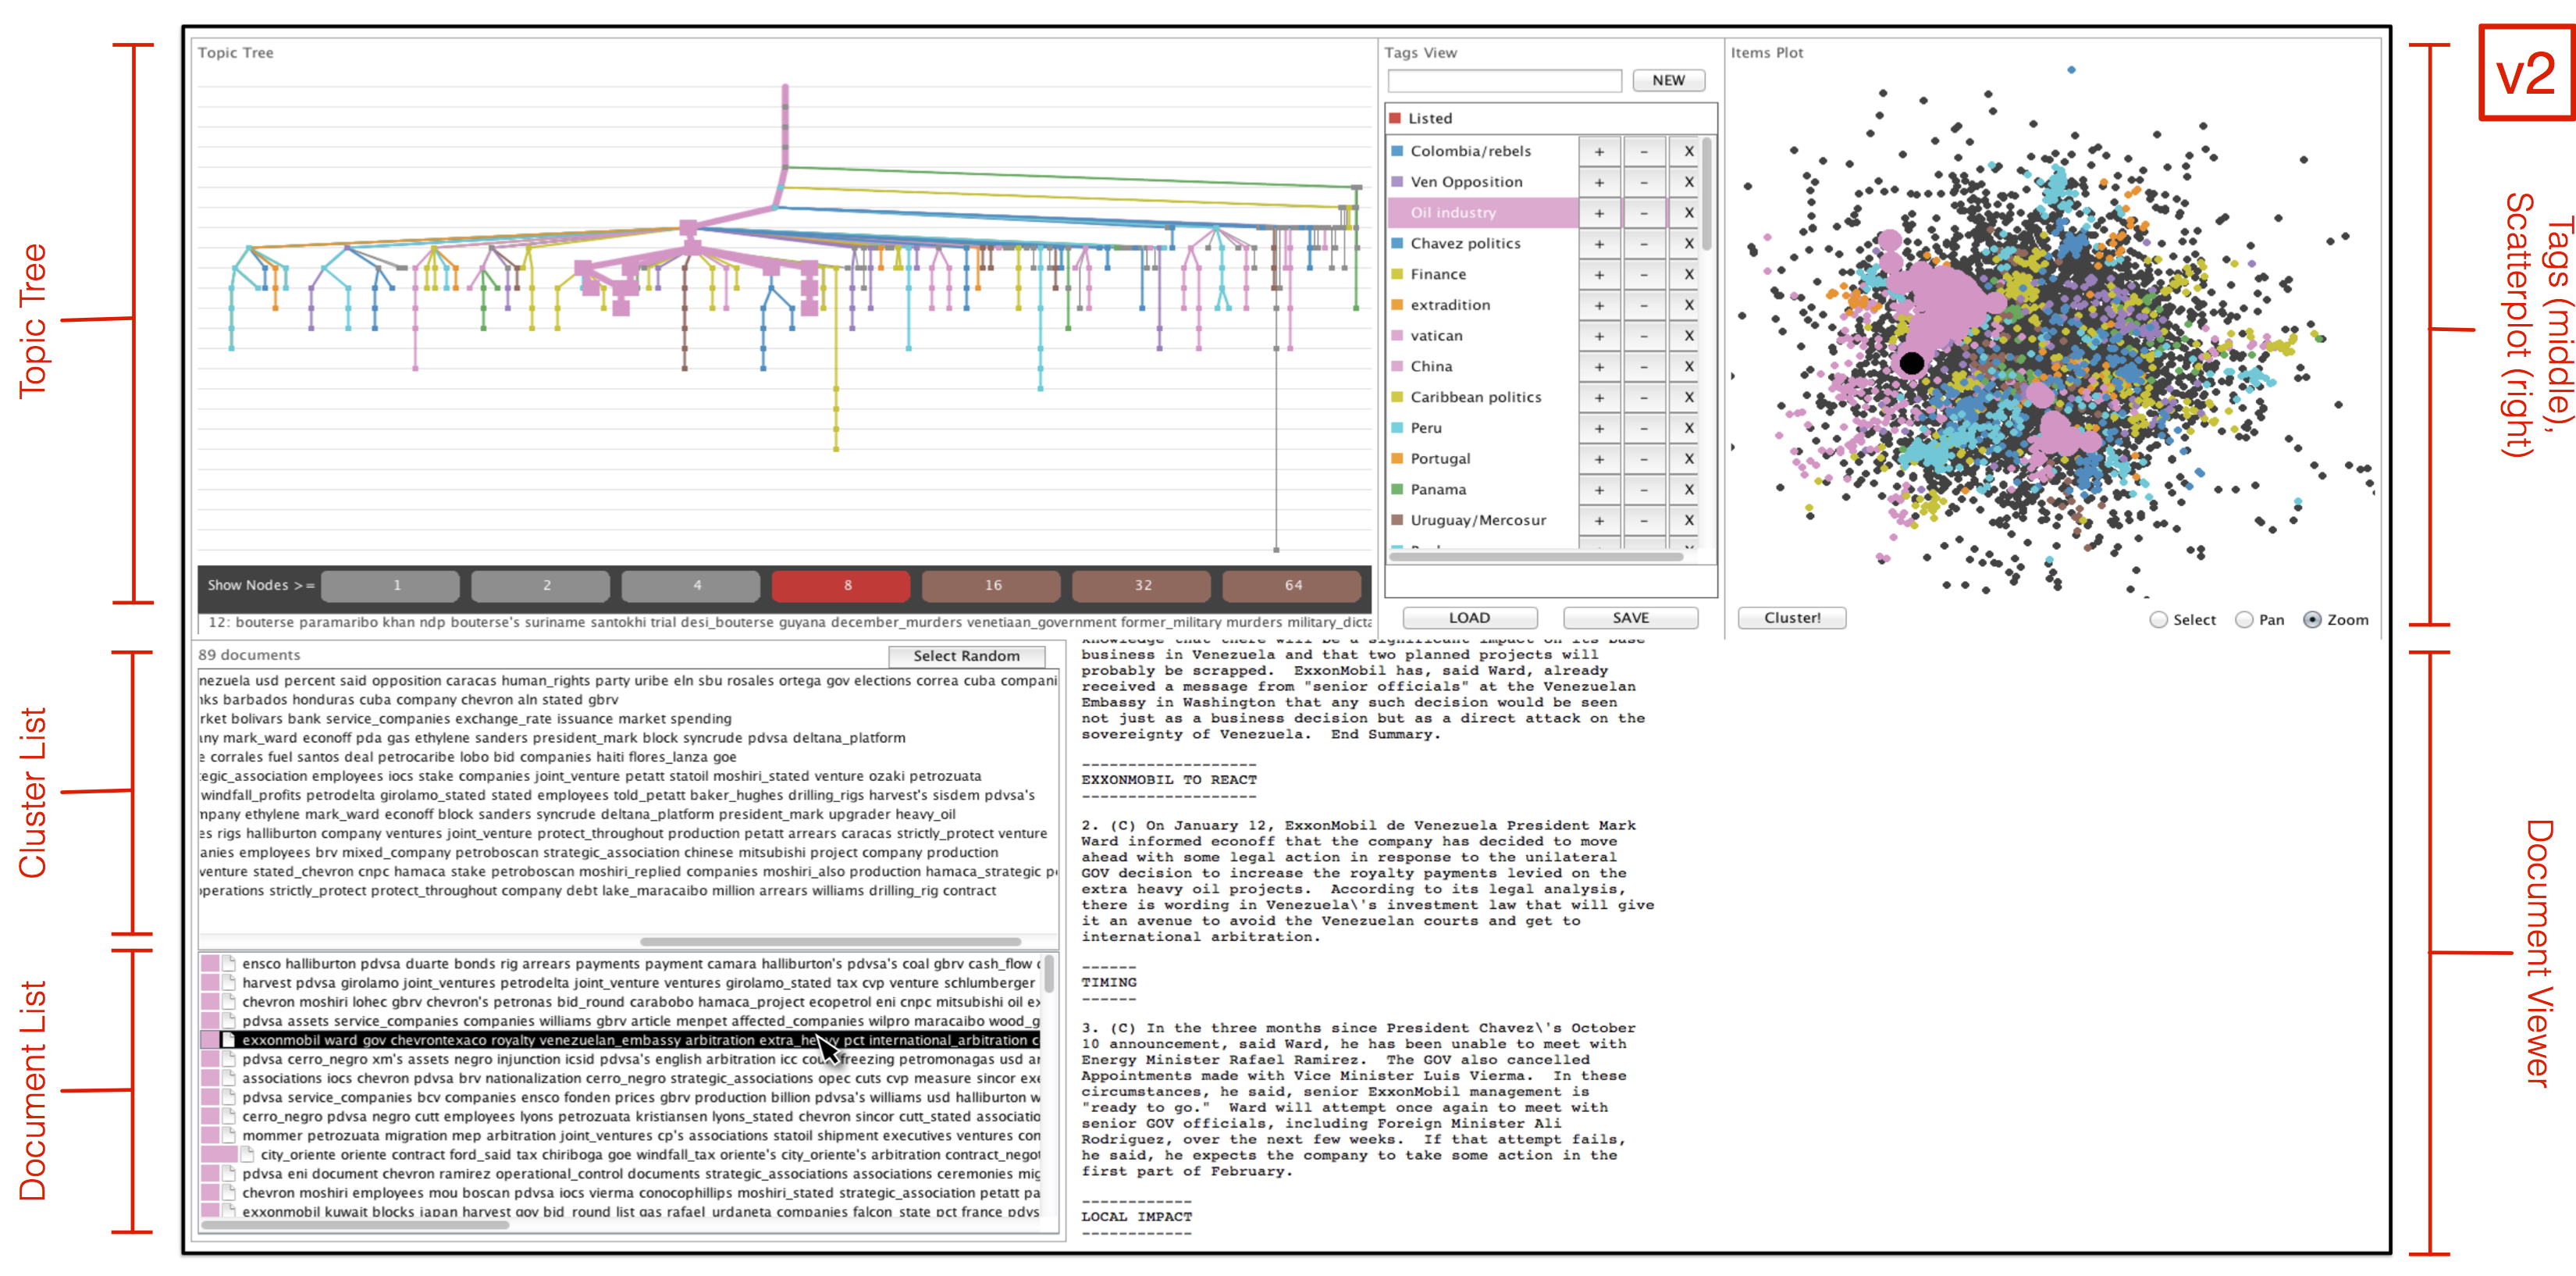 Topic Tree
Topic Tree
Show Nodes >= 1 2 4 8 16 32 64
12: bouterse paramaribo khan ndp bouterse's suriname santokhi trial desi_bouterse guyana december_murders venetiaan_government former_military murders military_dicta
Tags View
NEW
Listed
Colombia/rebels + - X
Ven Opposition + - X
Oil industry + - X
Chavez politics + - X
Finance + - X
extradition + - X
vatican + - X
China + - X
Caribbean politics + - X
Peru + - X
Portugal + - X
Panama + - X
Uruguay/Mercosur + - X
LOAD SAVE
Items Plot
Cluster! Select Pan Zoom
v2
Tags (middle),
Scatterplot (right)
Cluster List
89 documents
Select Random
nezuela usd percent said opposition caracas human_rights party uribe eln sbu rosales ortega gov elections correa cuba compani
nks barbados honduras cuba company chevron aln stated gbrv
rket bolivars bank service_companies exchange_rate issuance market spending
any mark_ward econoff pda gas ethylene sanders president_mark block syncrude pdvsa deltana_platform
e corrales fuel santos deal petrocaribe lobo bid companies haiti flores_lanza goe
tegic_association employees iocs stake companies joint_venture petatt statoil moshiri_stated venture ozaki petrozuata
windfall_profits petrodelta girolamo_stated stated employees told_petatt baker_hughes drilling_rigs harvest's sisdem pdvsa's
mpany ethylene mark_ward econoff block sanders syncrude deltana_platform president_mark upgrader heavy_oil
es rigs halliburton company ventures joint_venture protect_throughout production petatt arrears caracas strictly_protect venture
anies employees brv mixed_company petroboscan strategic_association chinese mitsubishi project company production
venture stated_chevron cnpc hamaca stake petroboscan moshiri_replied companies moshiri_also production hamaca_strategic p
perations strictly_protect protect_throughout company debt lake_maracaibo million arrears williams drilling_rig contract
Document List
ensco halliburton pdvsa duarte bonds rig arrears payments payment camara halliburton's pdvsa's coal gbrv cash_flow
harvest pdvsa girolamo joint_ventures petrodelta joint_venture ventures girolamo_stated tax cvp venture schlumberger
chevron moshiri lohec gbrv chevron's petronas bid_round carabobo hamaca_project ecopetrol eni cnpc mitsubishi oil ex
pdvsa assets service_companies companies williams gbrv article menpet affected_companies wilpro maracaibo wood_g
exxonmobil ward gov chevrontexaco royalty venezuelan_embassy arbitration extra_heavy pct international_arbitration c
pdvsa cerro_negro xm's assets negro injunction icsid pdvsa's english arbitration icc freezing petromonagas usd
associations iocs chevron pdvsa brv nationalization cerro_negro strategic_associations opec cuts cvp measure sincor exe
pdvsa service_companies bcv companies ensco fonden prices gbrv production billion pdvsa's williams usd halliburton w
cerro_negro pdvsa negro cutt employees lyons petrozuata kristiansen lyons_stated chevron sincor cutt_stated associatio
mommer petrozuata migration mep arbitration joint_ventures cp's associations statoil shipment executives ventures con
city_oriente oriente contract ford_said tax chiriboga goe windfall_tax oriente's city_oriente's arbitration contract_negot
pdvsa eni document chevron ramirez operational_control documents strategic_associations associations ceremonies mig
chevron moshiri employees mou boscan pdvsa iocs vierma conocophillips moshiri_stated strategic_association petatt pa
exxonmobil kuwait blocks japan harvest gov bid_round list gas rafael_urdaneta companies falcon_state pct france pdvs
Document Viewer
knowledge that there will be a significant impact on its base
business in Venezuela and that two planned projects will
probably be scrapped. ExxonMobil has, said Ward, already
received a message from "senior officials" at the Venezuelan
Embassy in Washington that any such decision would be seen
not just as a business decision but as a direct attack on the
sovereignty of Venezuela. End Summary.
-------------------
EXXONMOBIL TO REACT
-------------------
2. (C) On January 12, ExxonMobil de Venezuela President Mark
Ward informed econoff that the company has decided to move
ahead with some legal action in response to the unilateral
GOV decision to increase the royalty payments levied on the
extra heavy oil projects. According to its legal analysis,
there is wording in Venezuela\'s investment law that will give
it an avenue to avoid the Venezuelan courts and get to
international arbitration.
------
TIMING
------
3. (C) In the three months since President Chavez\'s October
10 announcement, said Ward, he has been unable to meet with
Energy Minister Rafael Ramirez. The GOV also cancelled
Appointments made with Vice Minister Luis Vierma. In these
circumstances, he said, senior ExxonMobil management is
"ready to go." Ward will attempt once again to meet with
senior GOV officials, including Foreign Minister Ali
Rodriguez, over the next few weeks. If that attempt fails,
he said, he expects the company to take some action in the
first part of February.
------------
LOCAL IMPACT
------------